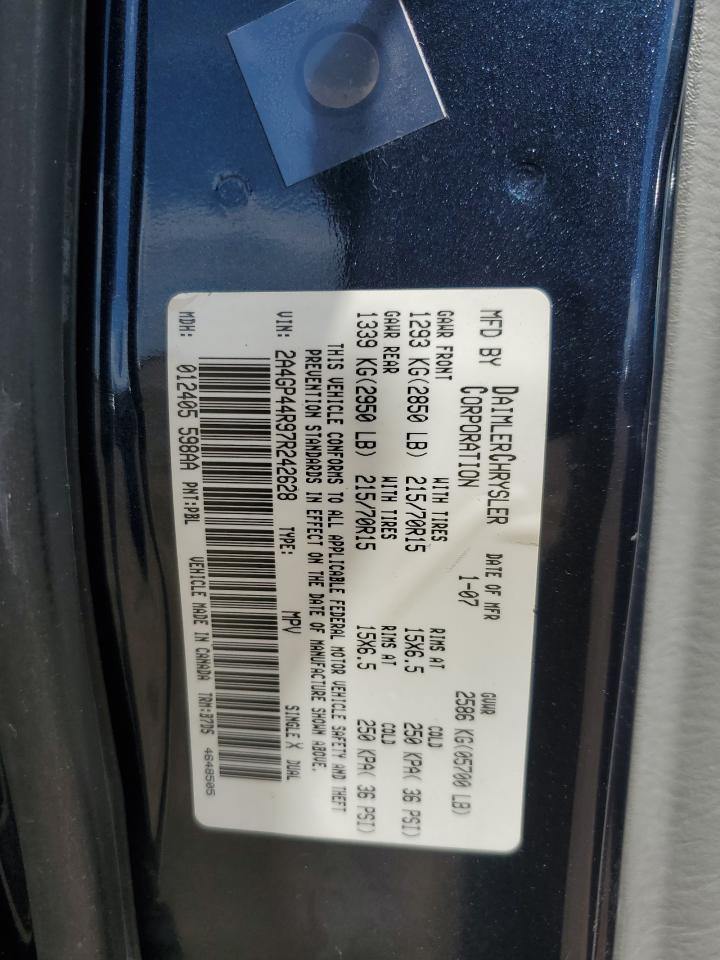 MFD BY DAIMLERCHRYSLER CORPORATION DATE OF MFR 1-07 GVWR 2586 KG(05700 LB)
GAWR FRONT WITH TIRES RIMS AT COLD
1293 KG(2850 LB) 215/70R15 15X6.5 250 KPA( 36 PSI)
GAWR REAR WITH TIRES RIMS AT COLD
1339 KG(2950 LB) 215/70R15 15X6.5 250 KPA( 36 PSI)
THIS VEHICLE CONFORMS TO ALL APPLICABLE FEDERAL MOTOR VEHICLE SAFETY AND THEFT
PREVENTION STANDARDS IN EFFECT ON THE DATE OF MANUFACTURE SHOWN ABOVE.
VIN: 2A4GP44R97R242628 TYPE: MPV SINGLE X DUAL
MDH: 012405 598AA PNT:PBL VEHICLE MADE IN CANADA TRM:B7D5 4648505